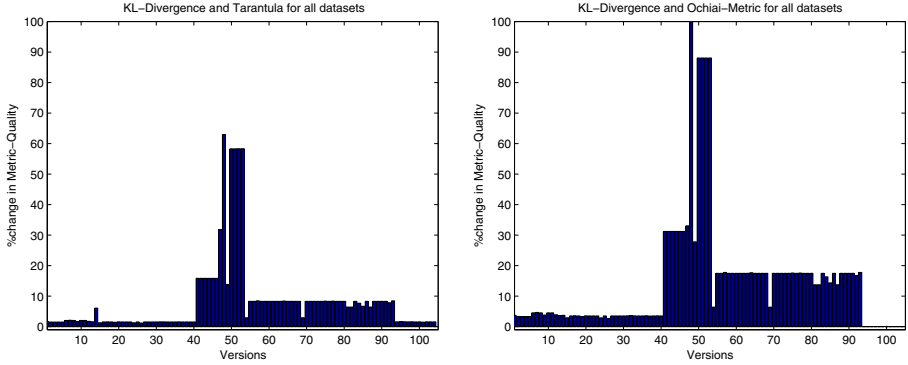 KL-Divergence and Tarantula for all datasets
100
90
80
70
60
50
40
30
20
10
0
%change in Metric-Quality
10 20 30 40 50 60 70 80 90 100
Versions
KL-Divergence and Ochiai-Metric for all datasets
100
90
80
70
60
50
40
30
20
10
0
%change in Metric-Quality
10 20 30 40 50 60 70 80 90 100
Versions